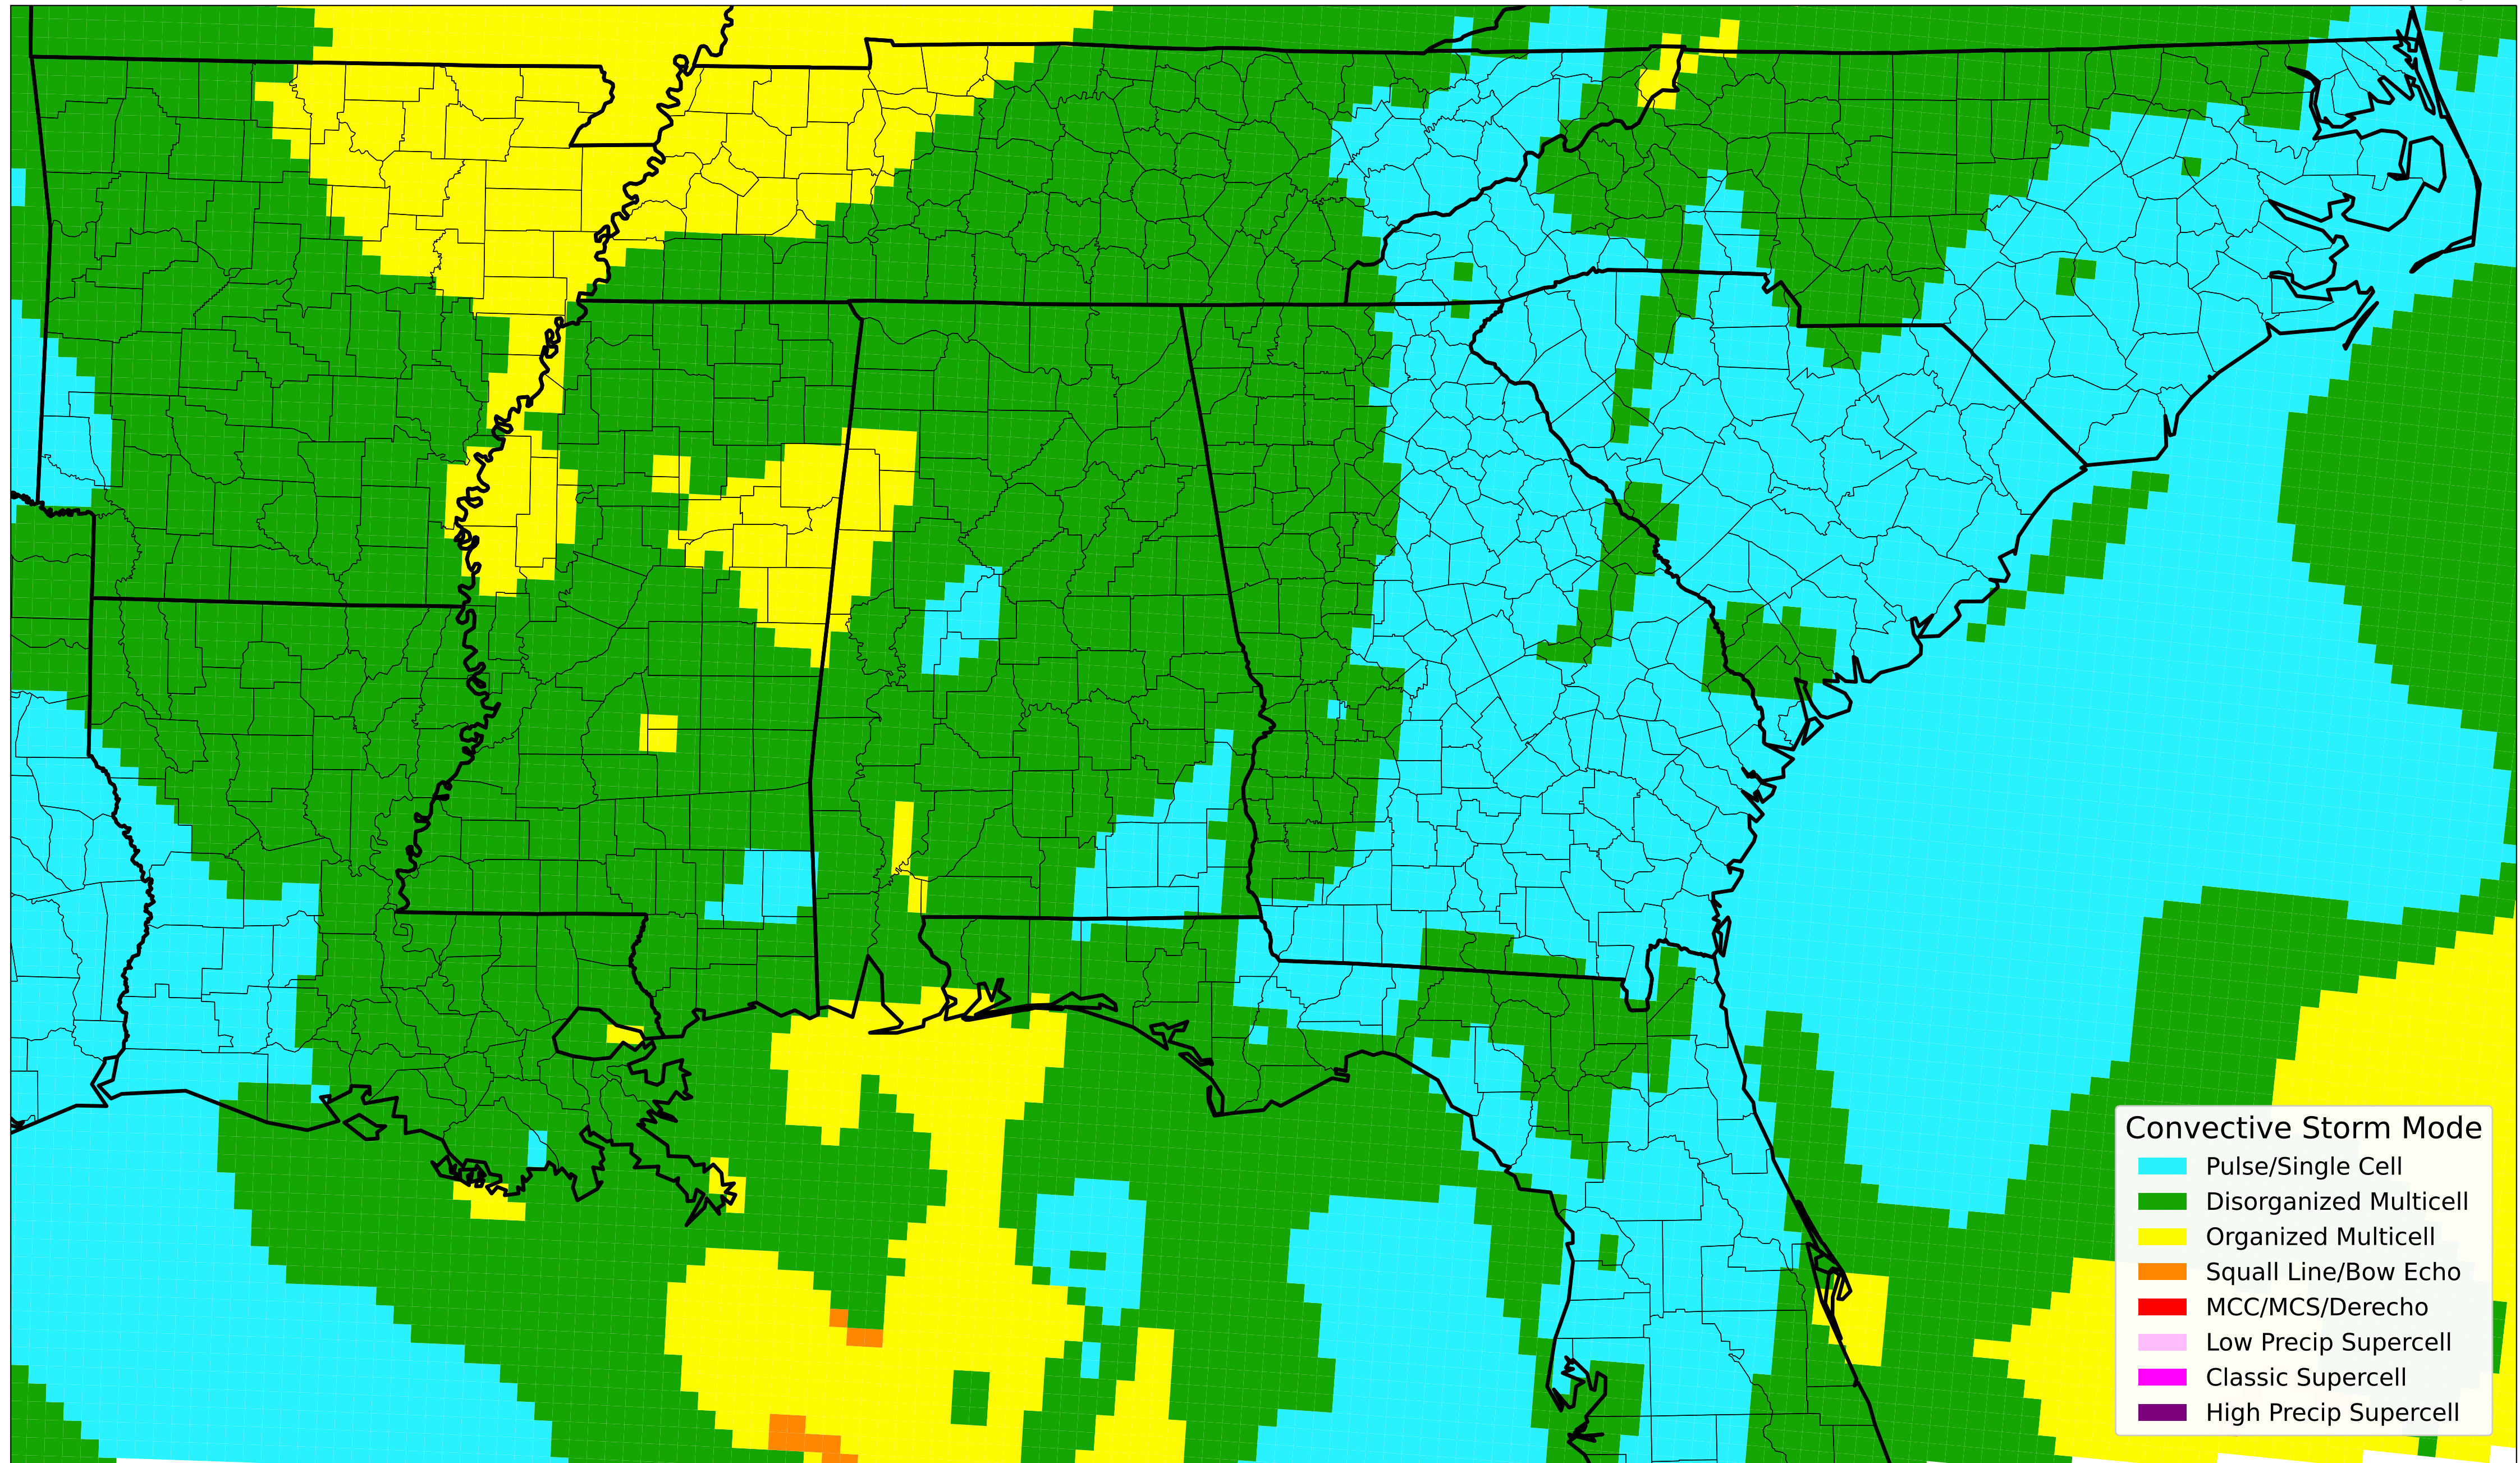 Convective Storm Mode
Pulse/Single Cell
Disorganized Multicell
Organized Multicell
Squall Line/Bow Echo
MCC/MCS/Derecho
Low Precip Supercell
Classic Supercell
High Precip Supercell